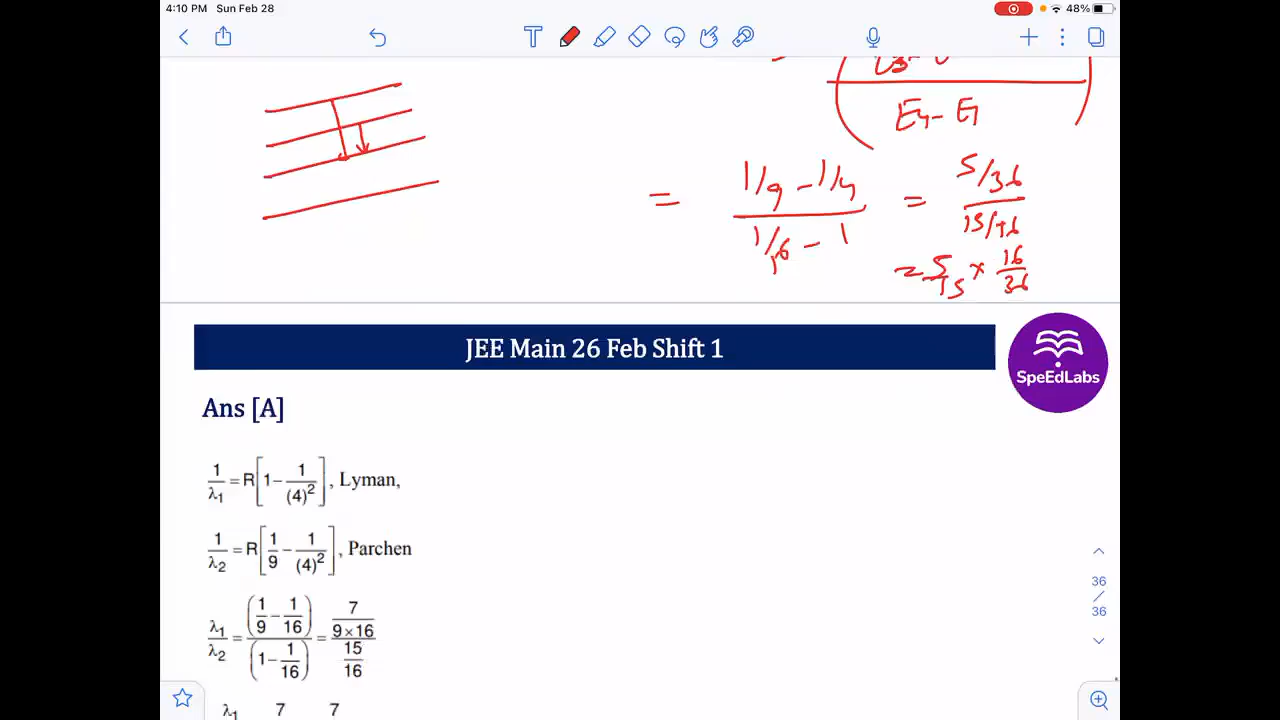 4:10 PM Sun Feb 28
48%
T
E4 - E1
= 1/9 - 1/4 = 5/36
1/16 - 1 15/16
= 5/15 × 16/36
JEE Main 26 Feb Shift 1
SpeEdLabs
Ans [A]
1/λ₁ = R[1 - 1/(4)²], Lyman,
1/λ₂ = R[1/9 - 1/(4)²], Parchen
λ₁/λ₂ = (1/9 - 1/16)/(1 - 1/16) = (7/(9×16))/(15/16)
36
/
36
λ₁ 7 7